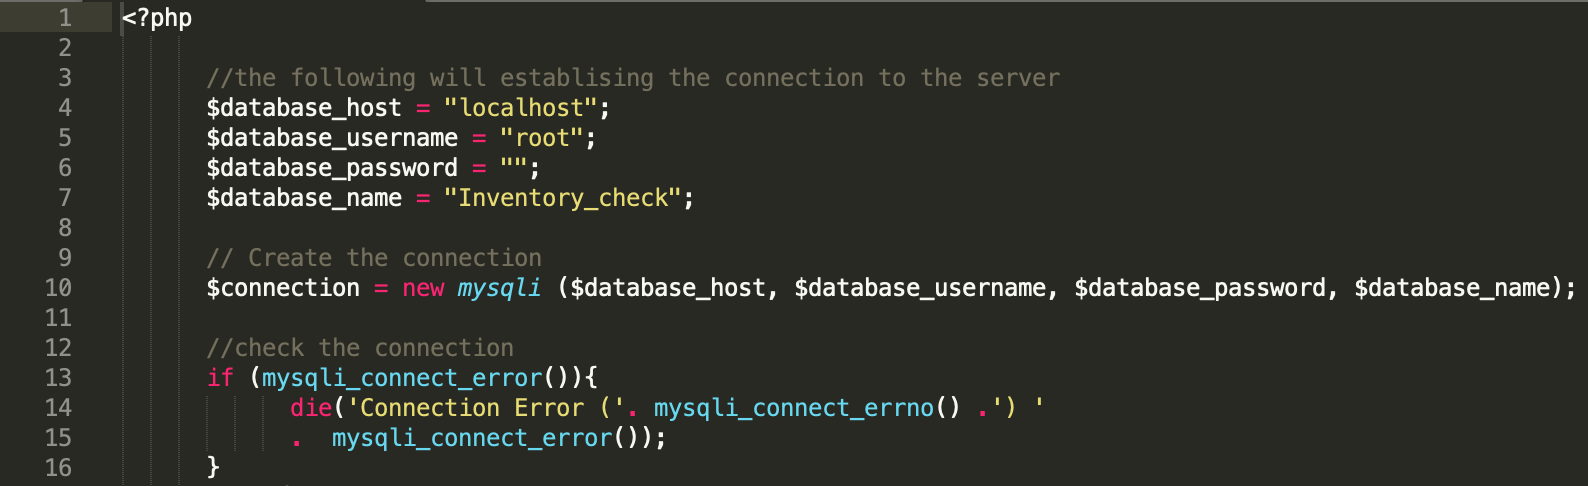 1 <?php
2
3 //the following will establising the connection to the server
4 $database_host = "localhost";
5 $database_username = "root";
6 $database_password = "";
7 $database_name = "Inventory_check";
8
9 // Create the connection
10 $connection = new mysqli ($database_host, $database_username, $database_password, $database_name);
11
12 //check the connection
13 if (mysqli_connect_error()){
14 die('Connection Error ('. mysqli_connect_errno() .') '
15 . mysqli_connect_error());
16 }